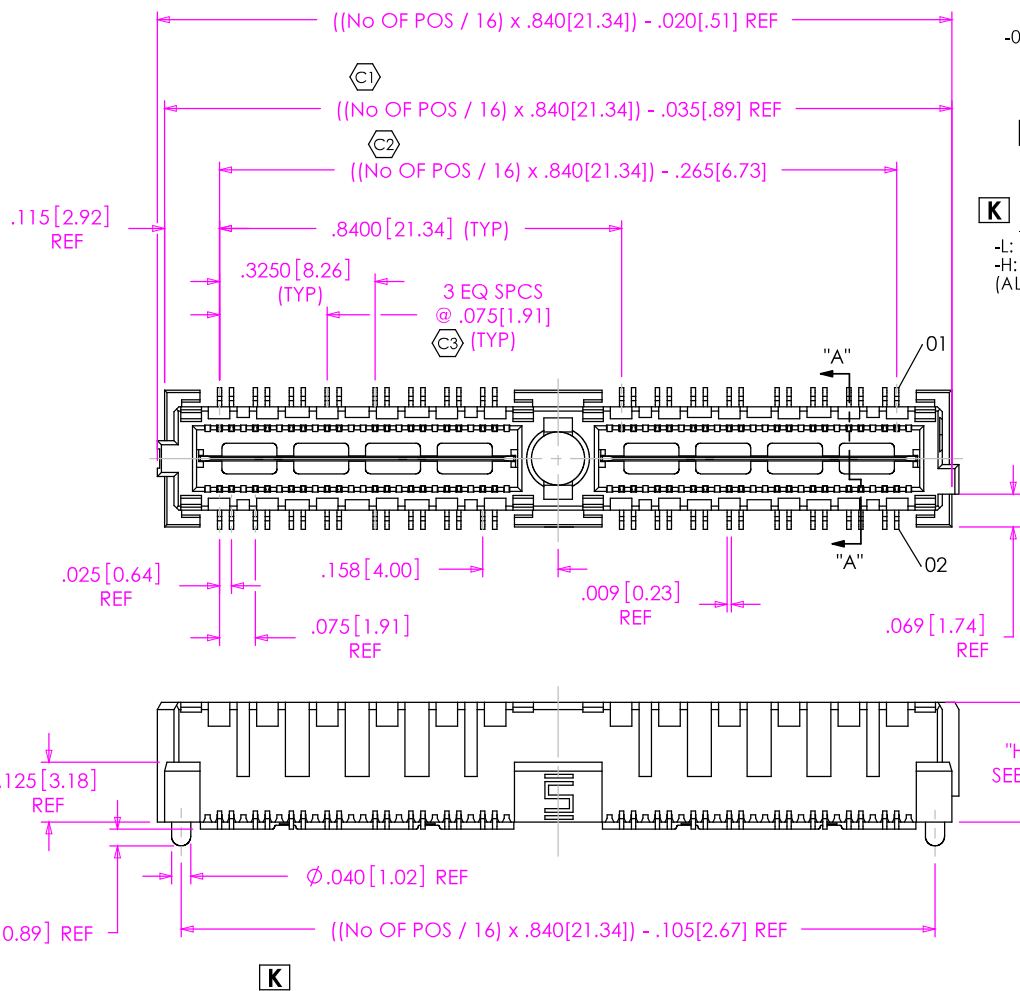 ((No OF POS / 16) x .840[21.34]) - .020[.51] REF
-0
C1
((No OF POS / 16) x .840[21.34]) - .035[.89] REF
C2
((No OF POS / 16) x .840[21.34]) - .265[6.73]
.115[2.92]
REF
.8400[21.34] (TYP)
K
-L:
-H:
(AL
.3250[8.26]
(TYP)
3 EQ SPCS
@ .075[1.91]
C3 (TYP)
"A"
01
.025[0.64]
REF
.158[4.00]
.009[0.23]
REF
"A"
02
.075[1.91]
REF
.069[1.74]
REF
.125[3.18]
REF
"H
SEE
Ø.040[1.02] REF
0.89] REF
((No OF POS / 16) x .840[21.34]) - .105[2.67] REF
K